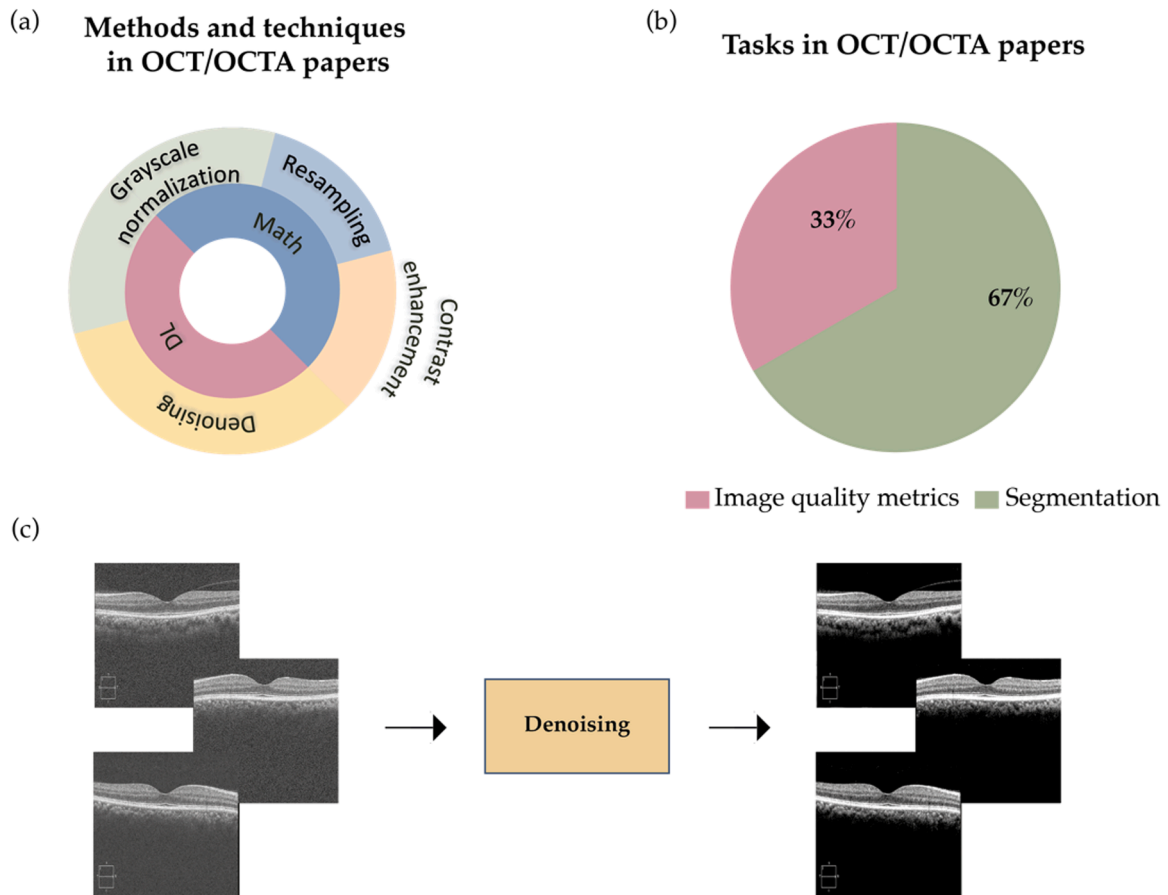 (a)
Methods and techniques
in OCT/OCTA papers
Grayscale
normalization
Resampling
Math
Contrast
enhancement
DL
Denoising
(b)
Tasks in OCT/OCTA papers
33%
67%
Image quality metrics
Segmentation
(c)
Denoising